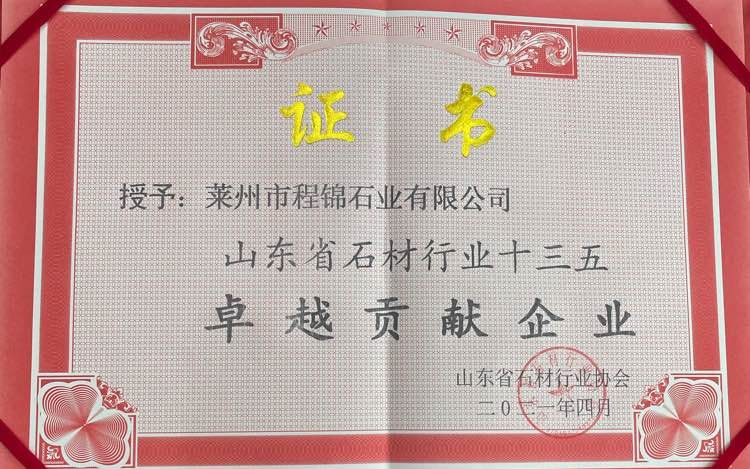 证书
授予：莱州市程锦石业有限公司
山东省石材行业十三五
卓越贡献企业
山东省石材行业协会
二〇二一年四月